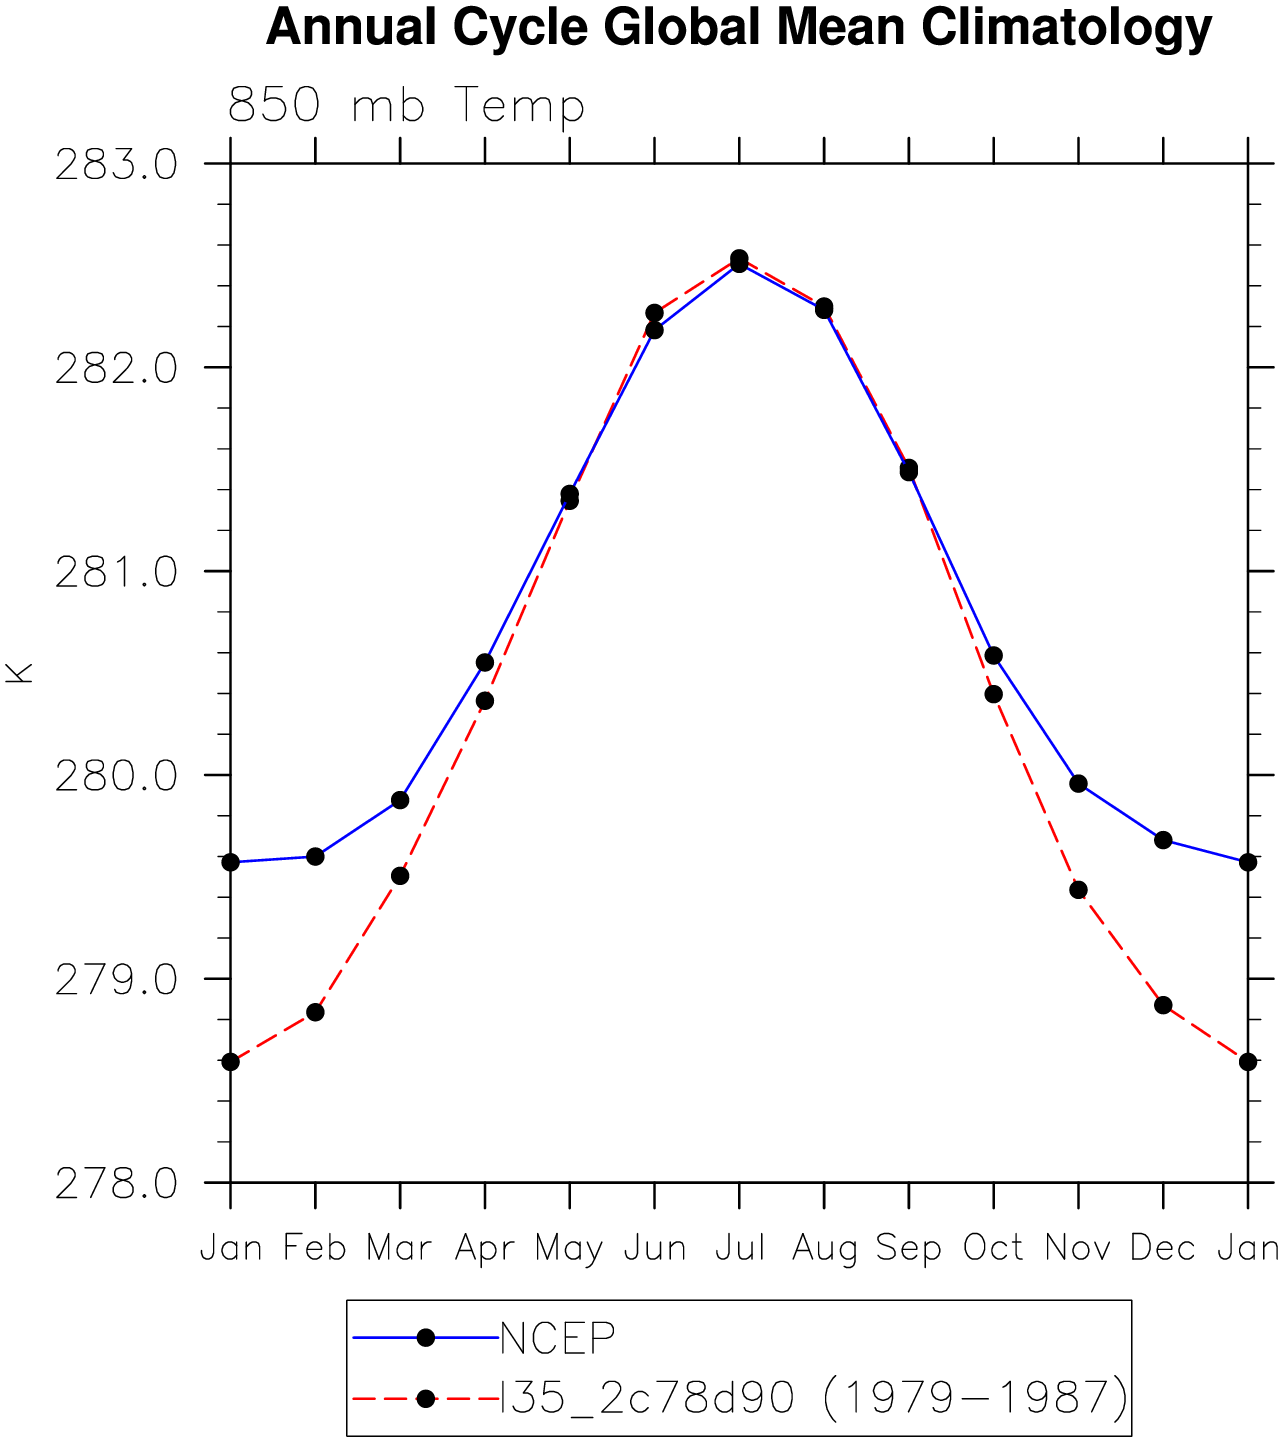 Annual Cycle Global Mean Climatology
850 mb Temp
283.0
282.0
281.0
280.0
279.0
278.0
K
Jan Feb Mar Apr May Jun Jul Aug Sep Oct Nov Dec Jan
NCEP
I35_2c78d90 (1979-1987)